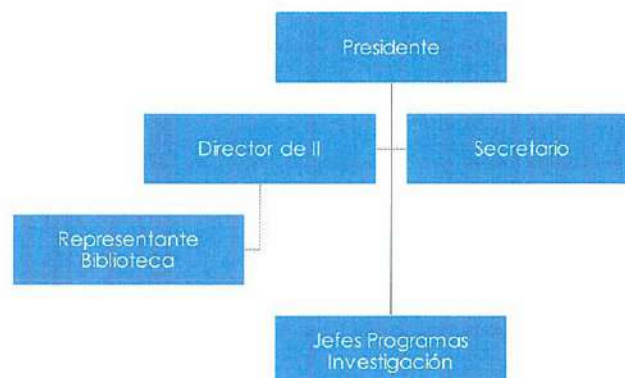 Presidente
Director de II
Secretario
Representante
Biblioteca
Jefes Programas
Investigación